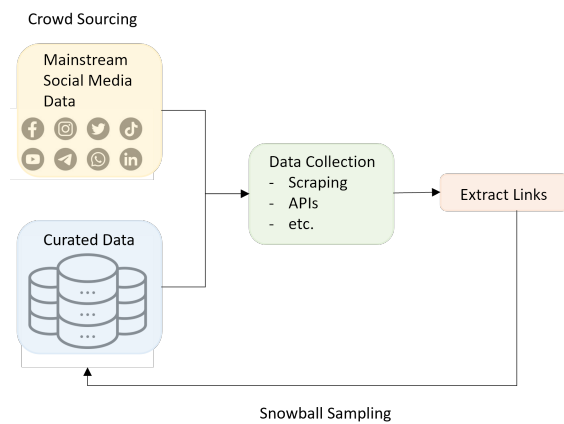 Crowd Sourcing
Mainstream
Social Media
Data
Curated Data
Data Collection
- Scraping
- APIs
- etc.
Extract Links
Snowball Sampling